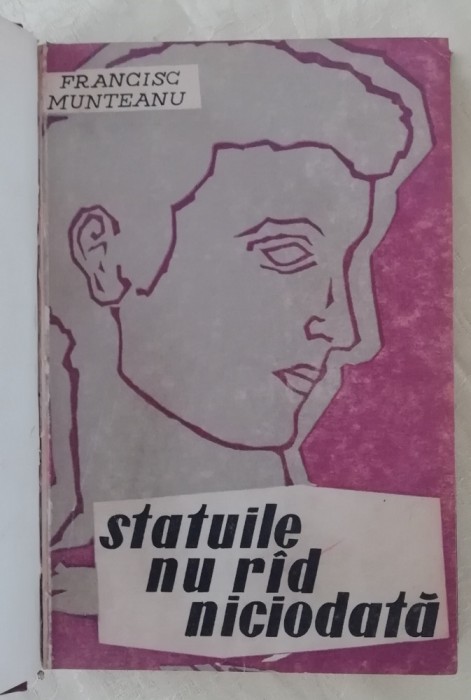 FRANCISC
MUNTEANU
statuile
nu rîd
niciodată